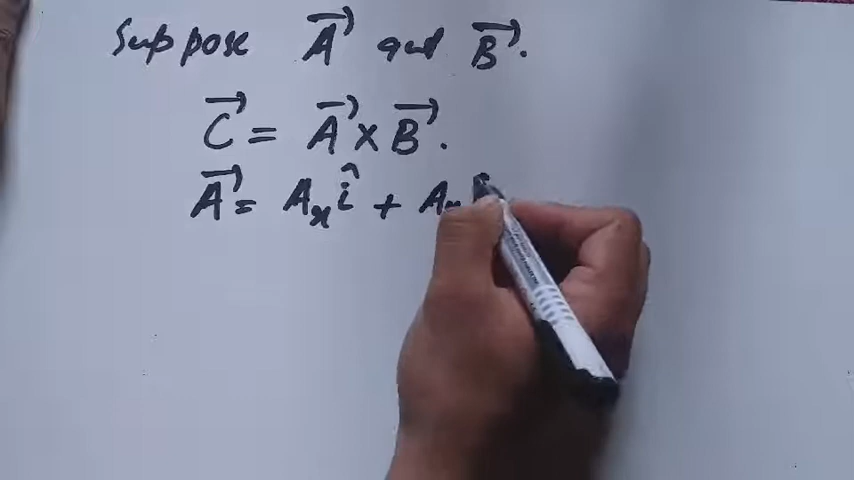 Suppose A⃗ and B⃗.
C⃗ = A⃗ × B⃗.
A⃗ = Aₓ î + A